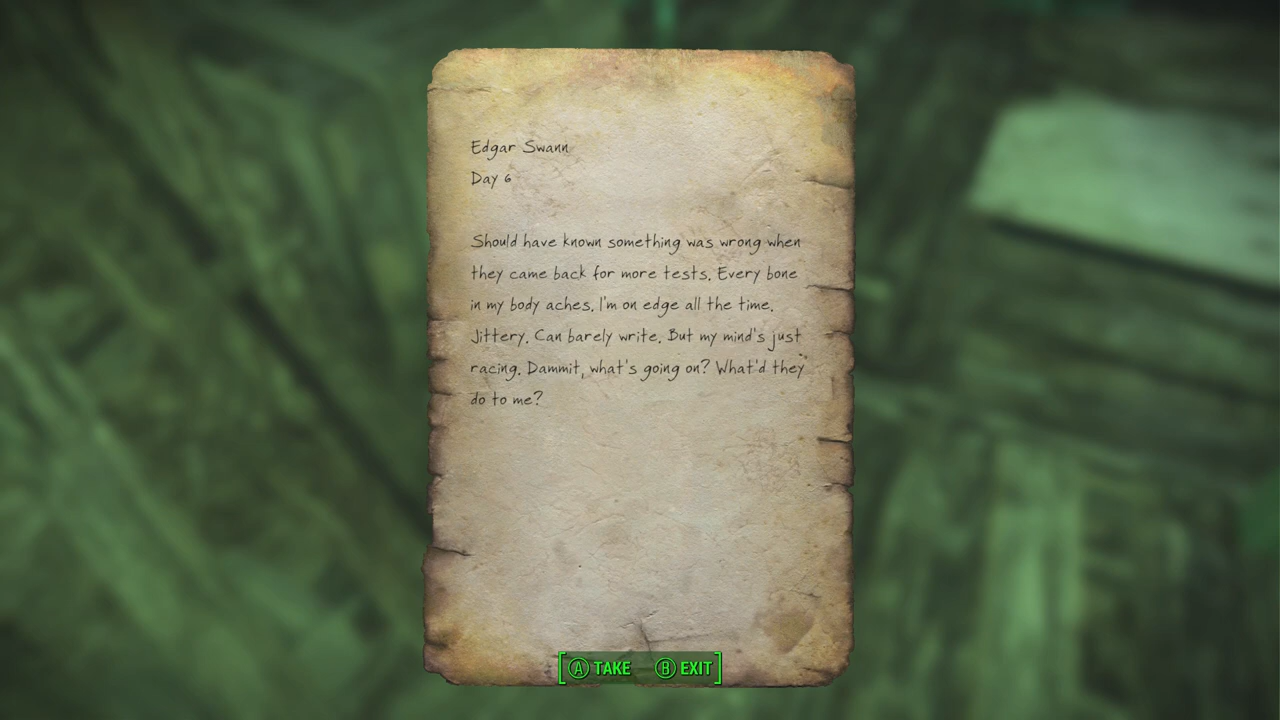 Edgar Swann
Day 6
Should have known something was wrong when
they came back for more tests. Every bone
in my body aches. I'm on edge all the time.
Jittery. Can barely write. But my mind's just
racing. Dammit, what's going on? What'd they
do to me?
A TAKE B EXIT